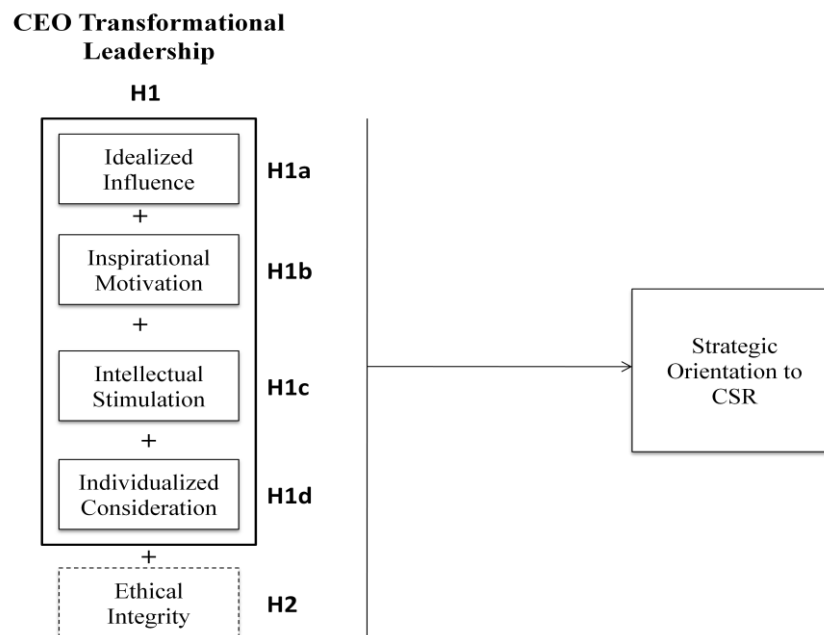 CEO Transformational
Leadership
H1
Idealized
Influence
H1a
+
Inspirational
Motivation
H1b
+
Intellectual
Stimulation
H1c
+
Individualized
Consideration
H1d
+
Ethical
Integrity
H2
Strategic
Orientation to
CSR